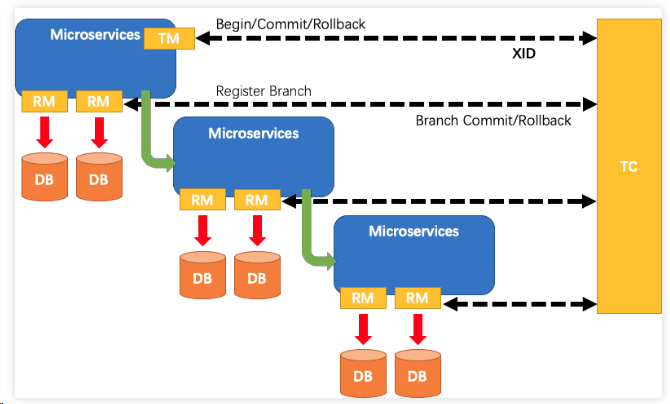 Begin/Commit/Rollback
Microservices
TM
XID
RM
RM
Register Branch
Branch Commit/Rollback
Microservices
DB
DB
TC
RM
RM
Microservices
DB
DB
RM
RM
DB
DB